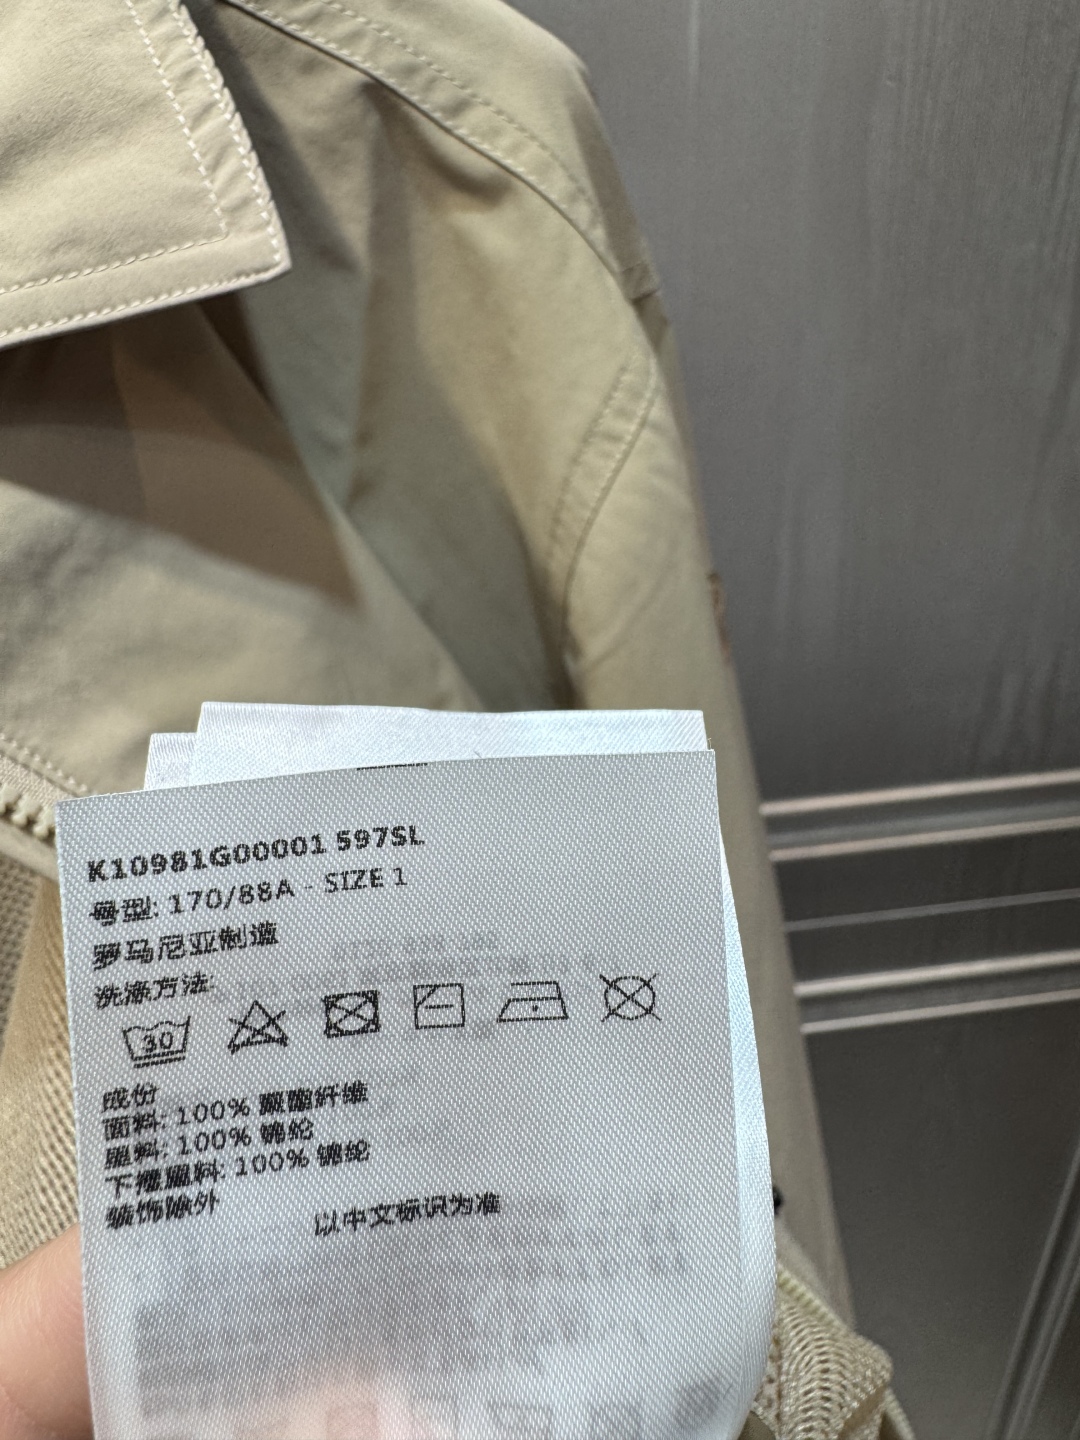 K10981G00001 597SL
号型: 170/88A - SIZE 1
罗马尼亚制造
洗涤方法:
30
成份
面料: 100% 聚酯纤维
里料: 100% 锦纶
下摆里料: 100% 锦纶
装饰除外
以中文标识为准